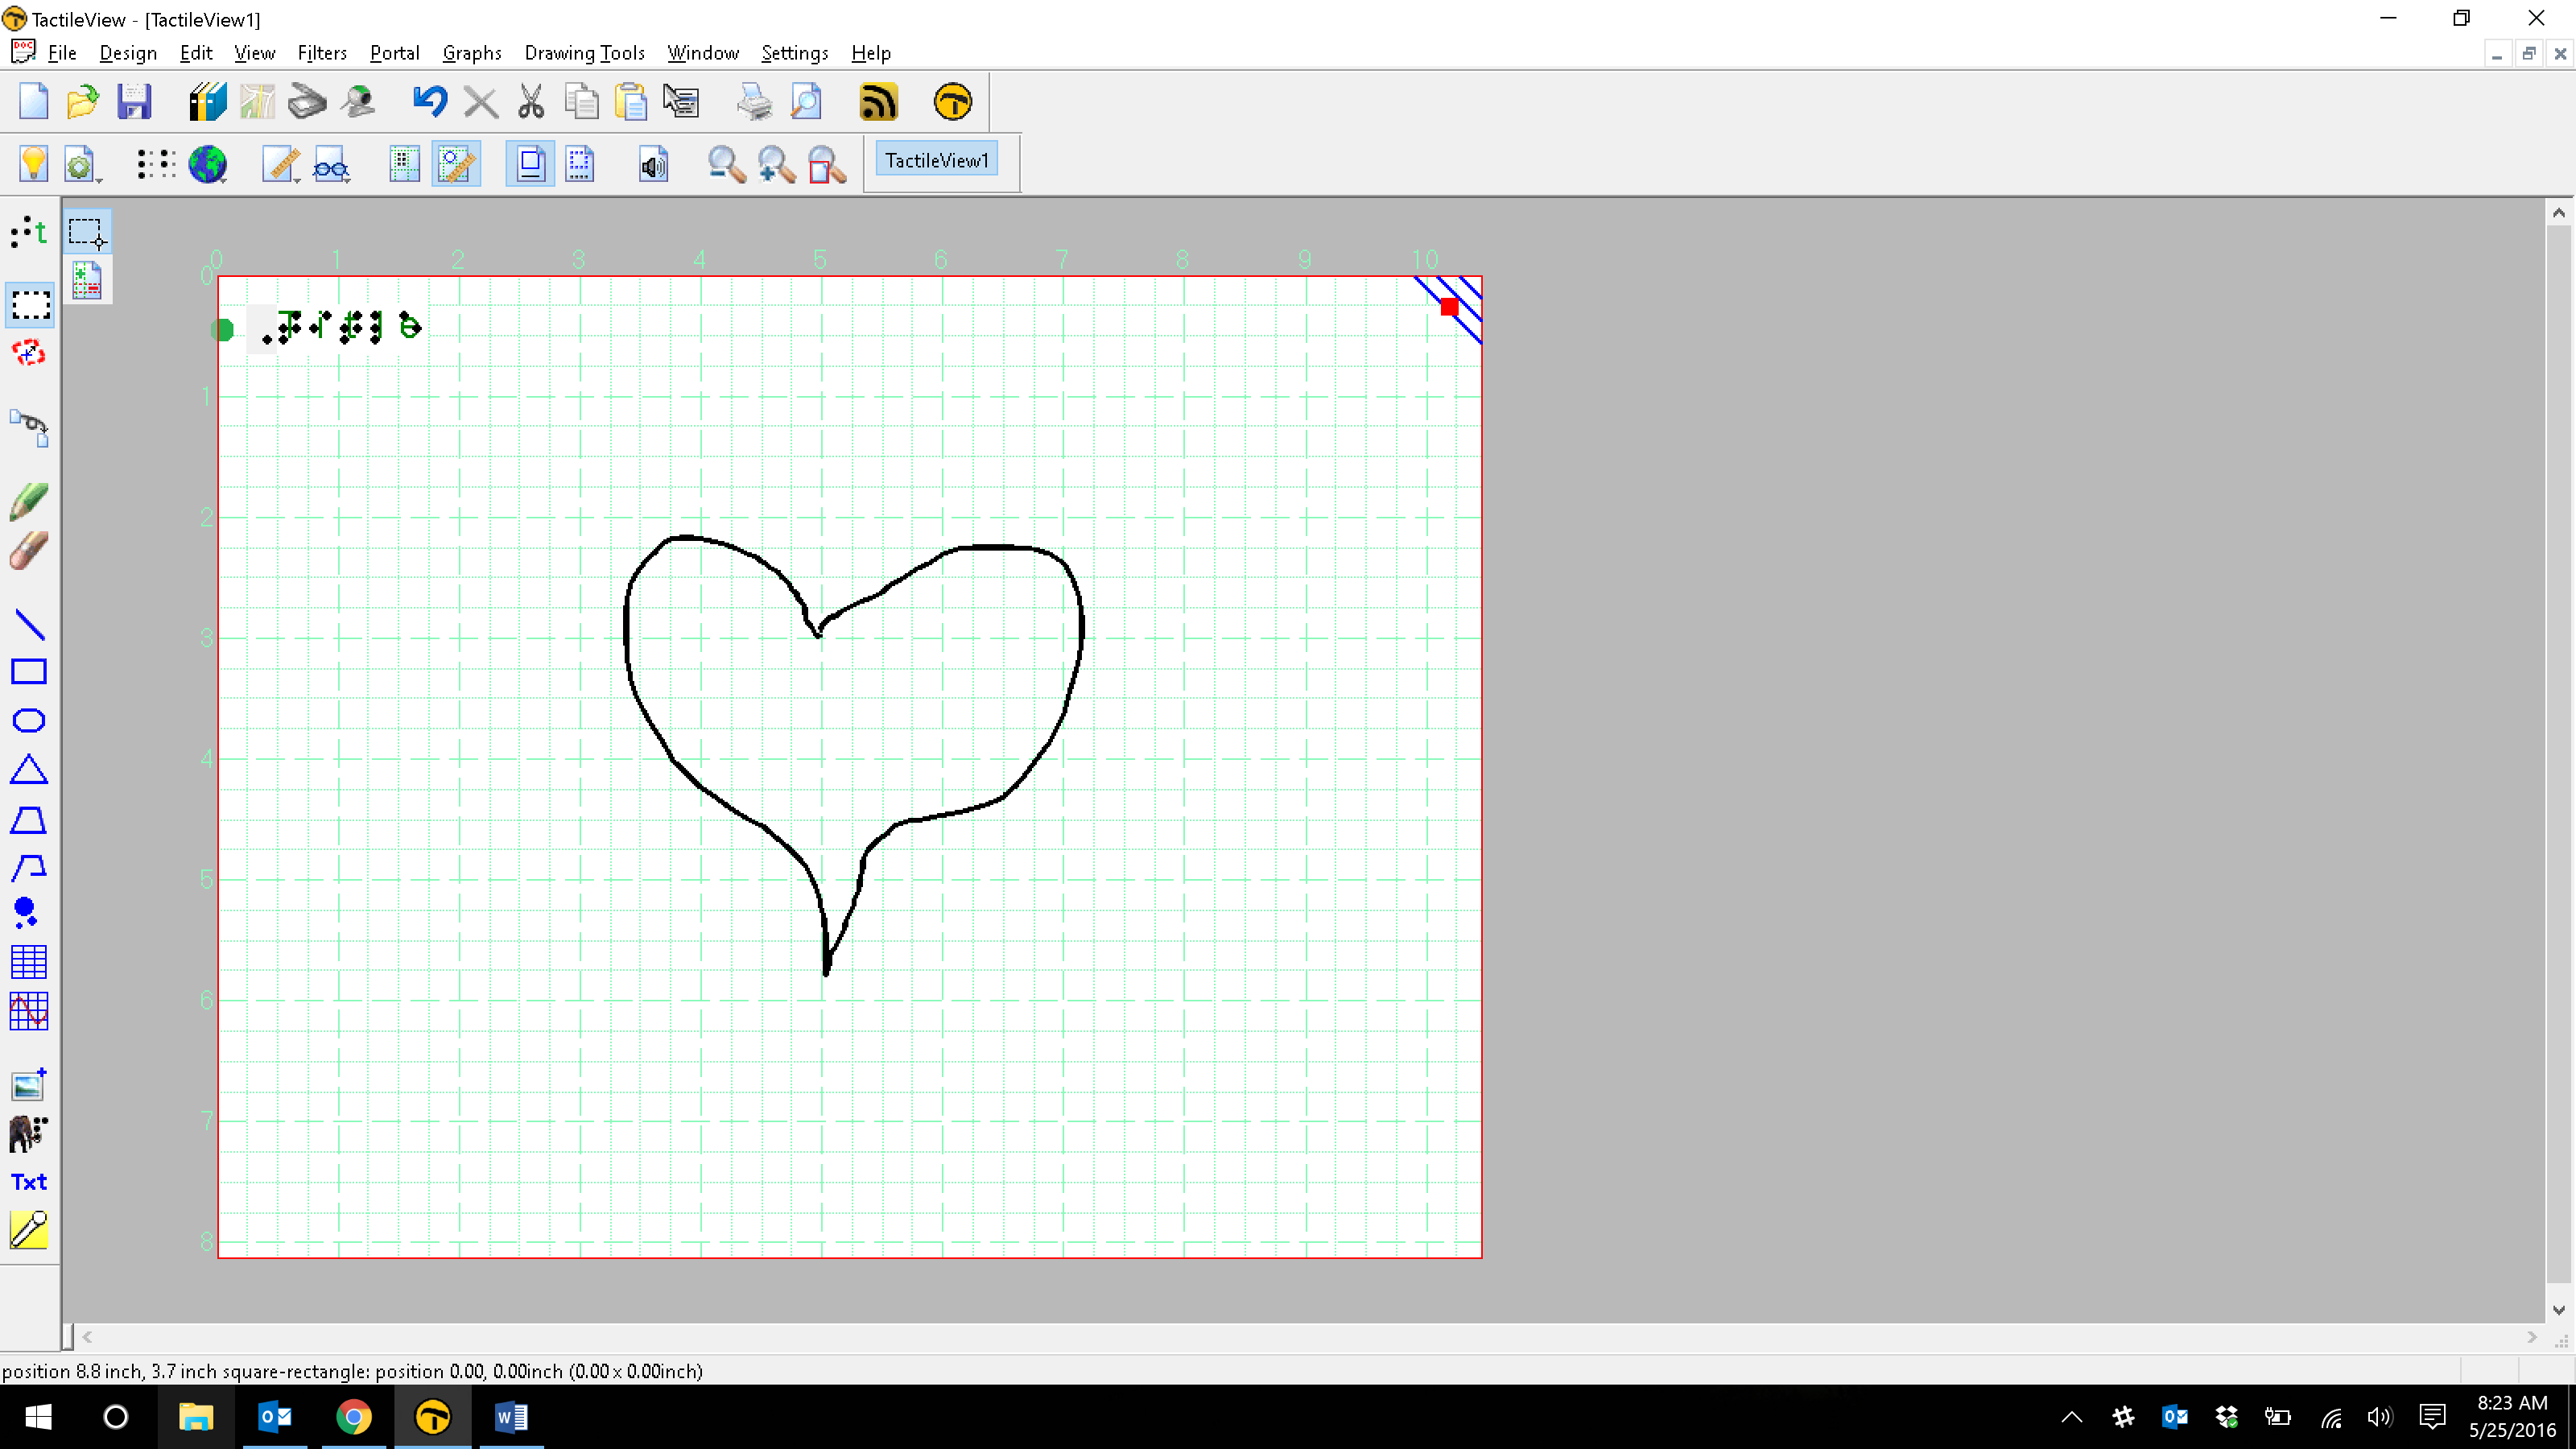 TactileView - [TactileView1]
DOC File Design Edit View Filters Portal Graphs Drawing Tools Window Settings Help
TactileView1
t
0 1 2 3 4 5 6 7 8 9 10
0
Title
1
2
3
4
5
6
7
8
Txt
position 8.8 inch, 3.7 inch square-rectangle: position 0.00, 0.00inch (0.00 x 0.00inch)
8:23 AM
5/25/2016